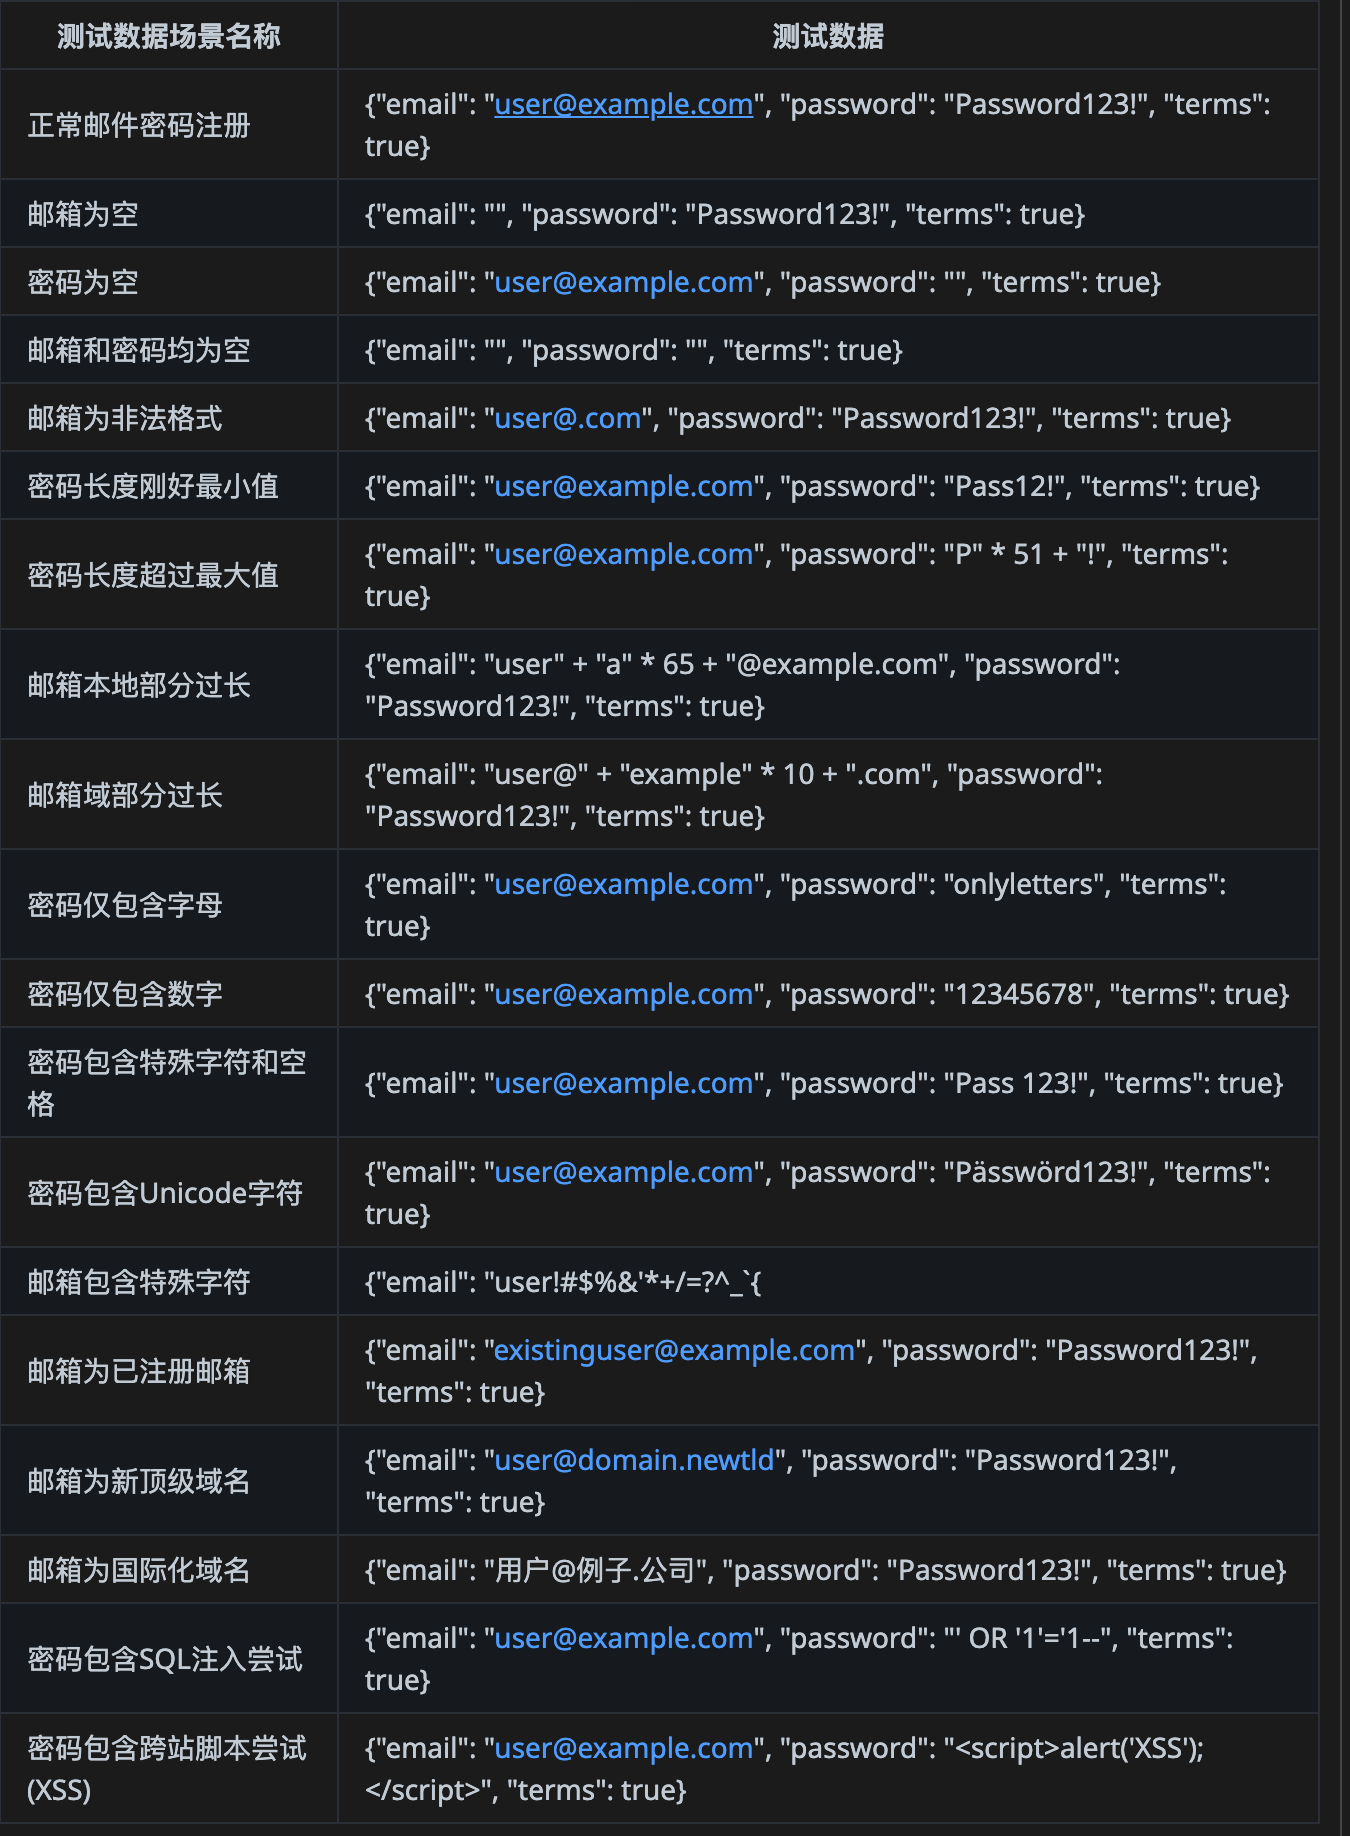 测试数据场景名称
测试数据
正常邮件密码注册
{"email": "user@example.com", "password": "Password123!", "terms":
true}
邮箱为空
{"email": "", "password": "Password123!", "terms": true}
密码为空
{"email": "user@example.com", "password": "", "terms": true}
邮箱和密码均为空
{"email": "", "password": "", "terms": true}
邮箱为非法格式
{"email": "user@.com", "password": "Password123!", "terms": true}
密码长度刚好最小值
{"email": "user@example.com", "password": "Pass12!", "terms": true}
密码长度超过最大值
{"email": "user@example.com", "password": "P" * 51 + "!", "terms":
true}
邮箱本地部分过长
{"email": "user" + "a" * 65 + "@example.com", "password":
"Password123!", "terms": true}
邮箱域部分过长
{"email": "user@" + "example" * 10 + ".com", "password":
"Password123!", "terms": true}
密码仅包含字母
{"email": "user@example.com", "password": "onlyletters", "terms":
true}
密码仅包含数字
{"email": "user@example.com", "password": "12345678", "terms": true}
密码包含特殊字符和空
格
{"email": "user@example.com", "password": "Pass 123!", "terms": true}
密码包含Unicode字符
{"email": "user@example.com", "password": "Pässwörd123!", "terms":
true}
邮箱包含特殊字符
{"email": "user!#$%&'*+/=?^_`{
邮箱为已注册邮箱
{"email": "existinguser@example.com", "password": "Password123!",
"terms": true}
邮箱为新顶级域名
{"email": "user@domain.newtld", "password": "Password123!",
"terms": true}
邮箱为国际化域名
{"email": "用户@例子.公司", "password": "Password123!", "terms": true}
密码包含SQL注入尝试
{"email": "user@example.com", "password": "' OR '1'='1--", "terms":
true}
密码包含跨站脚本尝试
(XSS)
{"email": "user@example.com", "password": "<script>alert('XSS');
</script>", "terms": true}